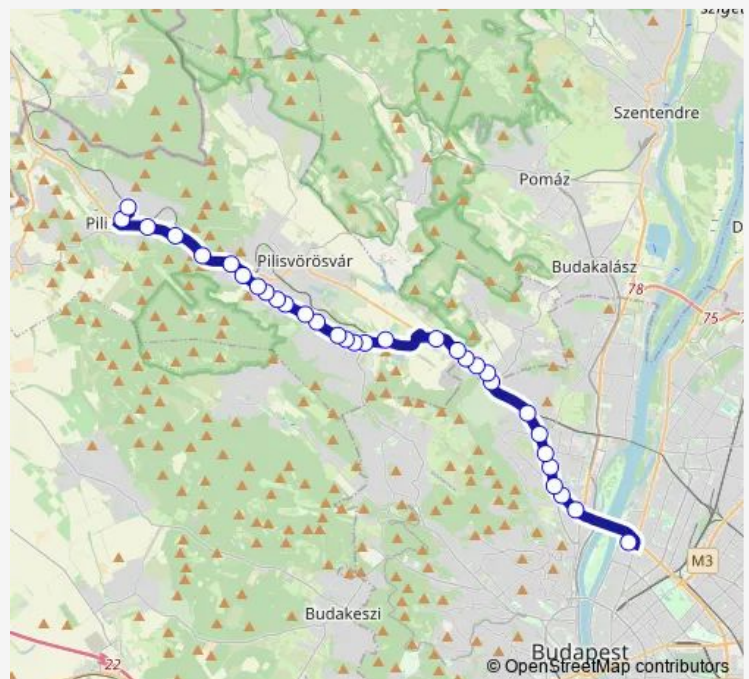 Szentendre
Pomáz
Pili
Pilisvörösvár
Budakalász
D
78
75
M3
Budakeszi
Budapest
22
© OpenStreetMap contributors